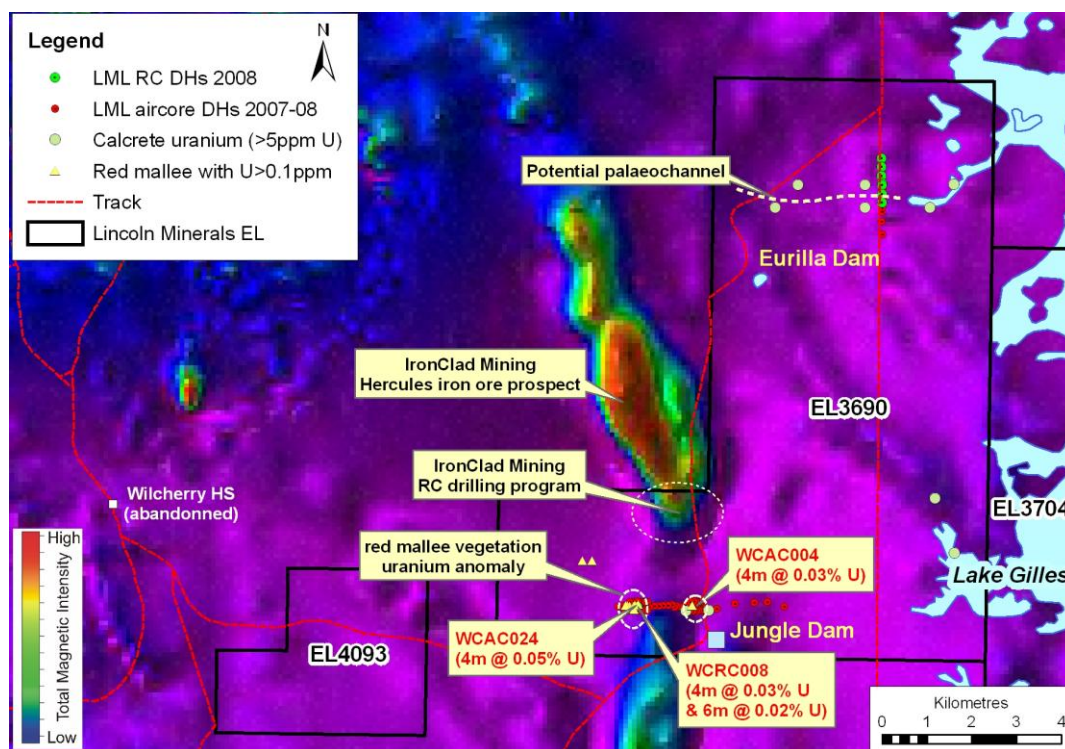 Legend
N
LML RC DHs 2008
LML aircore DHs 2007-08
Calcrete uranium (>5ppm U)
Red mallee with U>0.1ppm
Track
Lincoln Minerals EL
Potential palaeochannel
Eurilla Dam
IronClad Mining
Hercules iron ore prospect
EL3690
IronClad Mining
RC drilling program
Wilcherry HS
(abandonned)
EL3704
red mallee vegetation
uranium anomaly
WCAC004
(4m @ 0.03% U)
Lake Gilles
WCAC024
(4m @ 0.05% U)
Jungle Dam
EL4093
WCRC008
(4m @ 0.03% U
& 6m @ 0.02% U)
High
Total Magnetic Intensity
Low
Kilometres
0 1 2 3 4